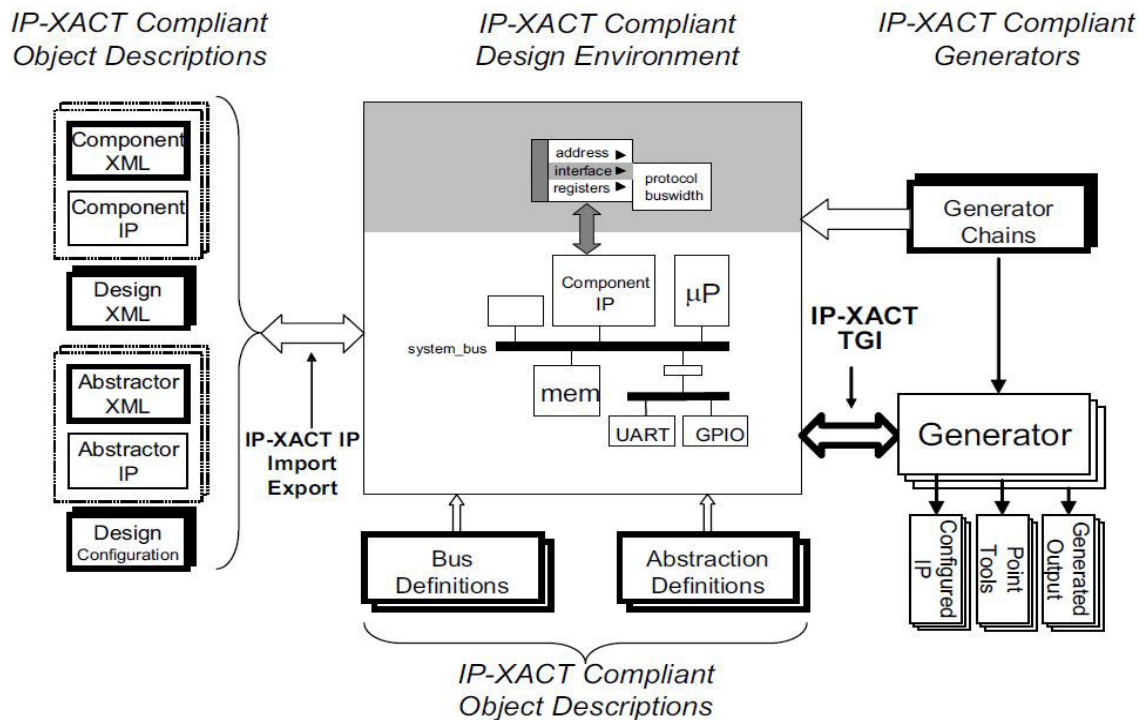 IP-XACT Compliant
Object Descriptions
IP-XACT Compliant
Design Environment
IP-XACT Compliant
Generators
Component
XML
Component
IP
Design
XML
Abstractor
XML
Abstractor
IP
Design
Configuration
IP-XACT IP
Import
Export
address
interface
registers
protocol
buswidth
Component
IP
µP
system_bus
mem
UART
GPIO
Generator
Chains
IP-XACT
TGI
Generator
Configured
IP
Point
Tools
Generated
Output
Bus
Definitions
Abstraction
Definitions
IP-XACT Compliant
Object Descriptions